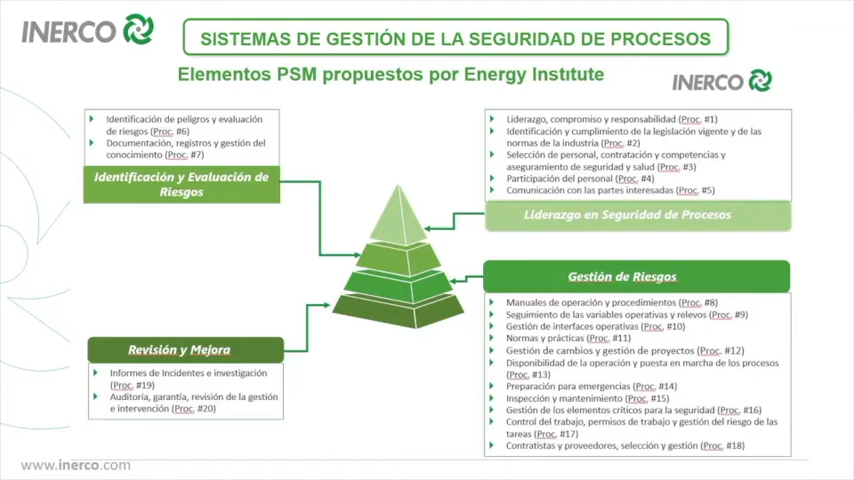 INERCO
SISTEMAS DE GESTIÓN DE LA SEGURIDAD DE PROCESOS
Elementos PSM propuestos por Energy Institute
INERCO
Identificación de peligros y evaluación
de riesgos (Proc. #6)
Documentación, registros y gestión del
conocimiento (Proc. #7)
Identificación y Evaluación de
Riesgos
Liderazgo, compromiso y responsabilidad (Proc. #1)
Identificación y cumplimiento de la legislación vigente y de las
normas de la industria (Proc. #2)
Selección de personal, contratación y competencias y
aseguramiento de seguridad y salud (Proc. #3)
Participación del personal (Proc. #4)
Comunicación con las partes interesadas (Proc. #5)
Liderazgo en Seguridad de Procesos
Gestión de Riesgos
Manuales de operación y procedimientos (Proc. #8)
Seguimiento de las variables operativas y relevos (Proc. #9)
Gestión de interfaces operativas (Proc. #10)
Normas y prácticas (Proc. #11)
Gestión de cambios y gestión de proyectos (Proc. #12)
Disponibilidad de la operación y puesta en marcha de los procesos
(Proc. #13)
Preparación para emergencias (Proc. #14)
Inspección y mantenimiento (Proc. #15)
Gestión de los elementos críticos para la seguridad (Proc. #16)
Control del trabajo, permisos de trabajo y gestión del riesgo de las
tareas (Proc. #17)
Contratistas y proveedores, selección y gestión (Proc. #18)
Revisión y Mejora
Informes de Incidentes e investigación
(Proc. #19)
Auditoría, garantía, revisión de la gestión
e intervención (Proc. #20)
www.inerco.com